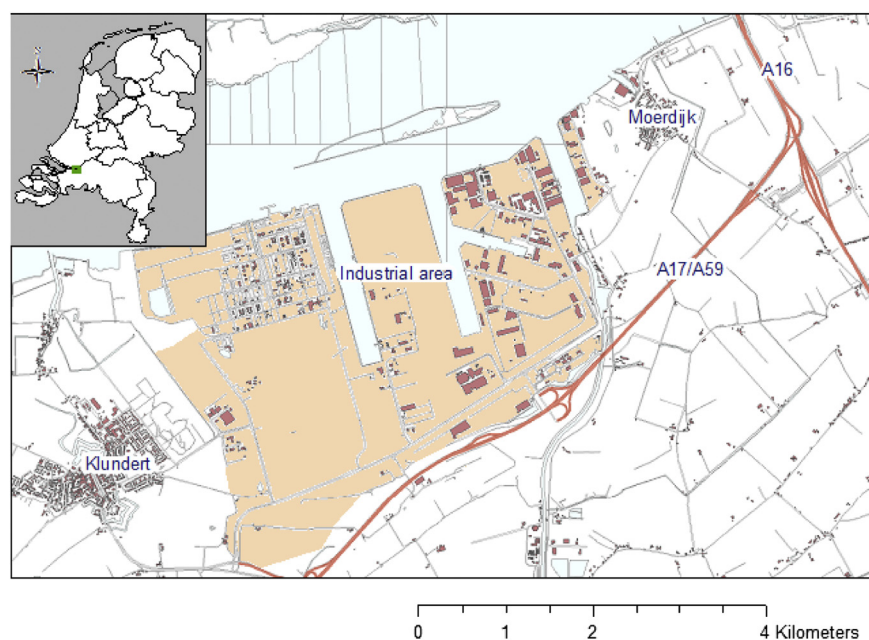 N
A16
Moerdijk
A17/A59
Industrial area
Klundert
0 1 2 4 Kilometers